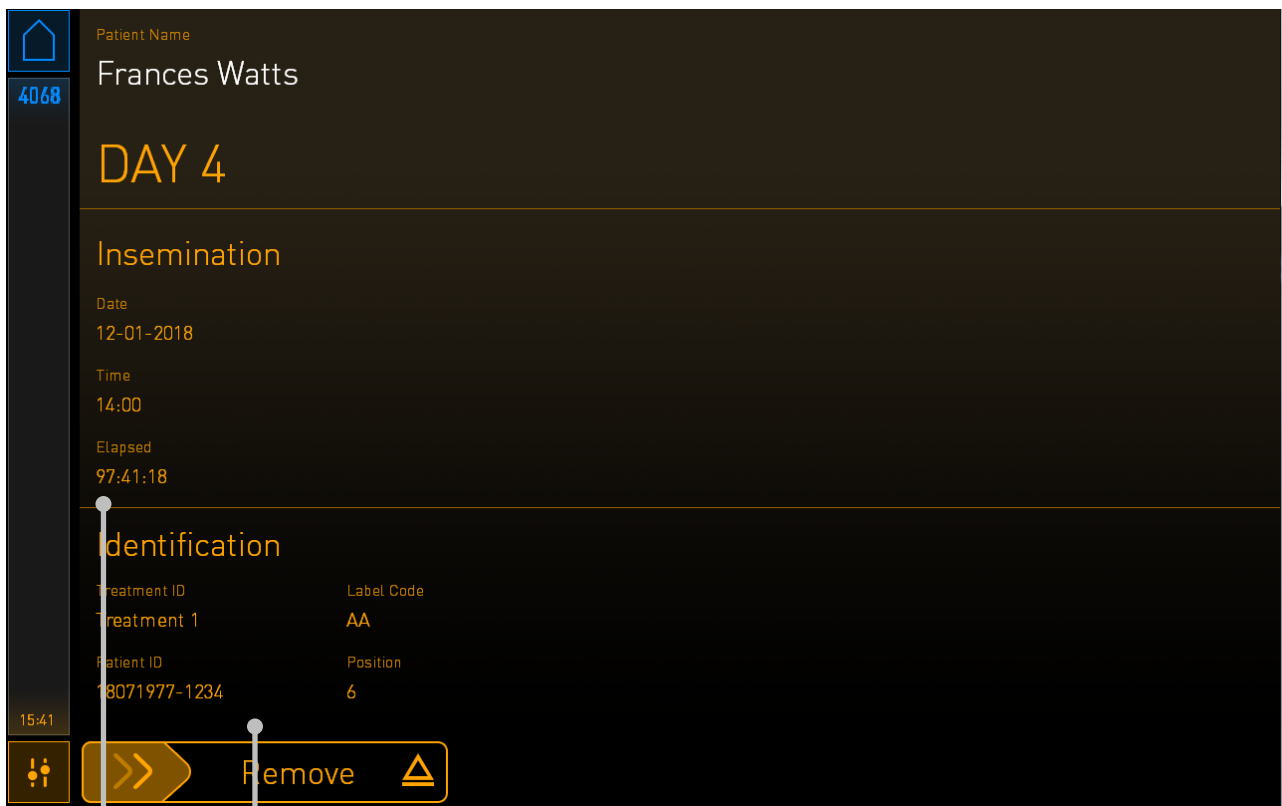 Patient Name
Frances Watts
4068
DAY 4
Insemination
Date
12-01-2018
Time
14:00
Elapsed
97:41:18
Identification
Treatment ID Label Code
Treatment 1 AA
Patient ID Position
18071977-1234 6
15:41
Remove